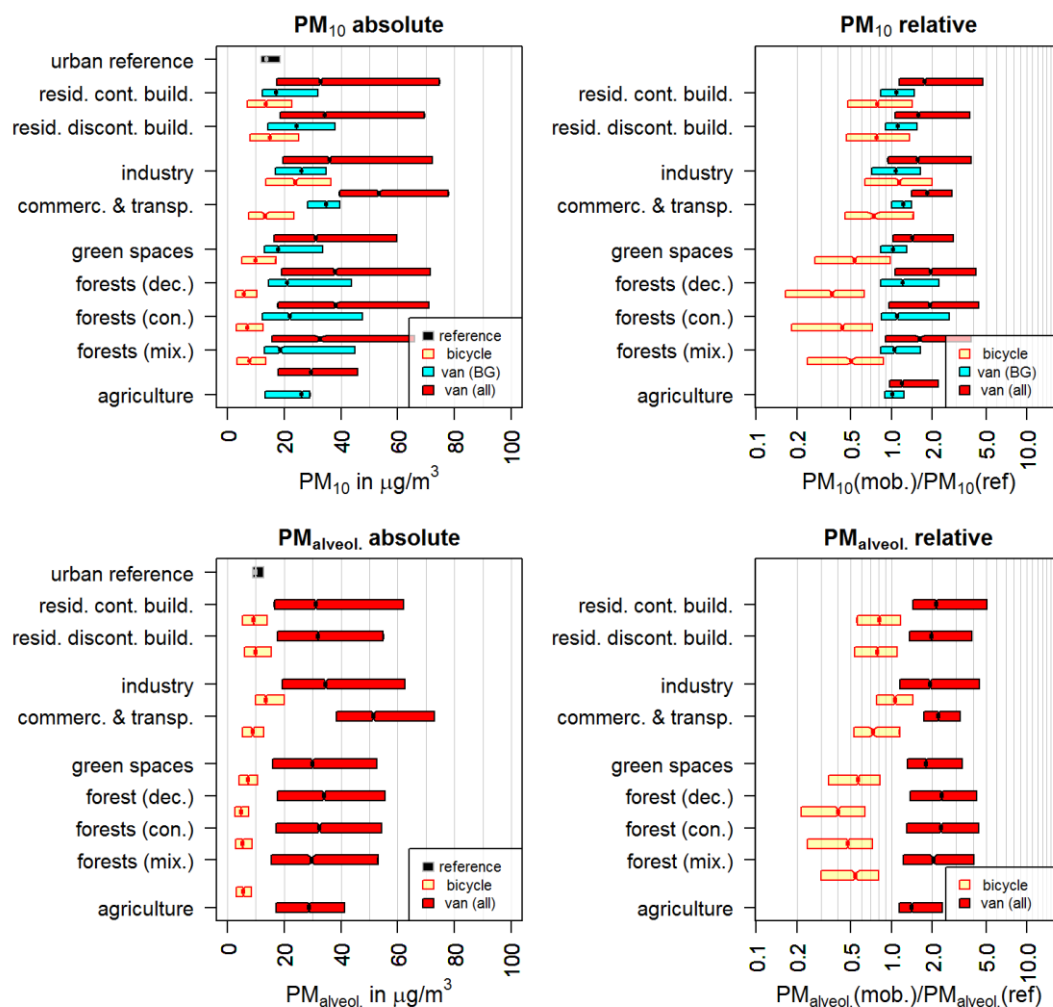 PM10 absolute
urban reference
resid. cont. build.
resid. discont. build.
industry
commerc. & transp.
green spaces
forests (dec.)
forests (con.)
forests (mix.)
agriculture
reference
bicycle
van (BG)
van (all)
0 20 40 60 80 100
PM10 in µg/m³
PM10 relative
resid. cont. build.
resid. discont. build.
industry
commerc. & transp.
green spaces
forests (dec.)
forests (con.)
forests (mix.)
agriculture
bicycle
van (BG)
van (all)
0.1 0.2 0.5 1.0 2.0 5.0 10.0
PM10(mob.)/PM10(ref)
PMalveol. absolute
urban reference
resid. cont. build.
resid. discont. build.
industry
commerc. & transp.
green spaces
forest (dec.)
forests (con.)
forests (mix.)
agriculture
reference
bicycle
van (all)
0 20 40 60 80 100
PMalveol. in µg/m³
PMalveol. relative
resid. cont. build.
resid. discont. build.
industry
commerc. & transp.
green spaces
forest (dec.)
forest (con.)
forest (mix.)
agriculture
bicycle
van (all)
0.1 0.2 0.5 1.0 2.0 5.0 10.0
PMalveol.(mob.)/PMalveol.(ref)